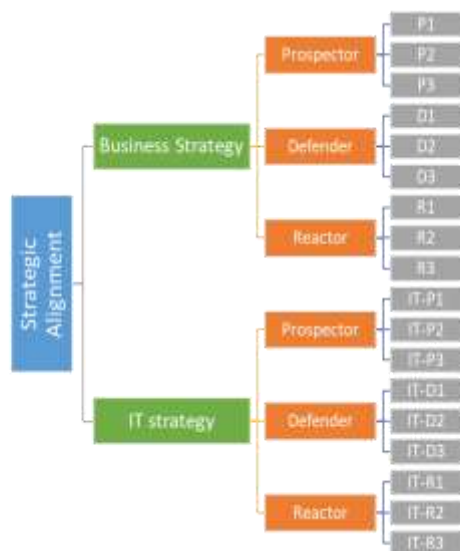 Strategic
Alignment
Business Strategy
Prospector
P1
P2
P3
Defender
D1
D2
D3
Reactor
R1
R2
R3
IT strategy
Prospector
IT-P1
IT-P2
IT-P3
Defender
IT-D1
IT-D2
IT-D3
Reactor
IT-R1
IT-R2
IT-R3